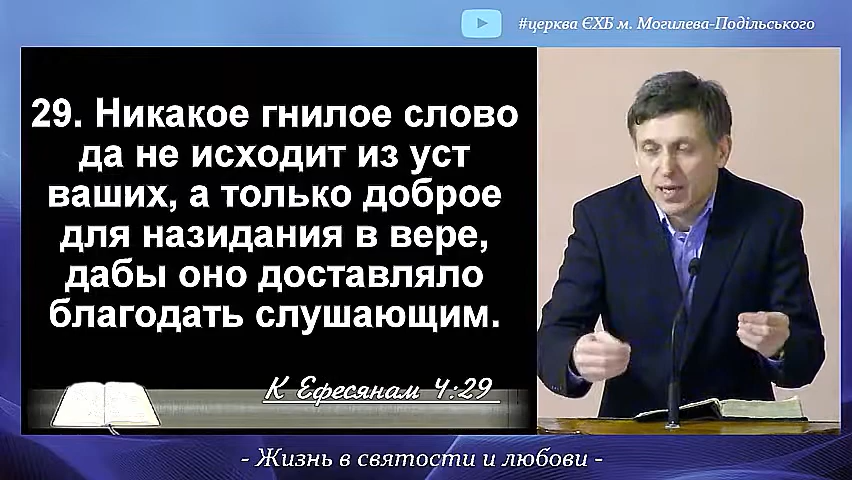 #церква ЄХБ м. Могилева-Подільського
29. Никакое гнилое слово
да не исходит из уст
ваших, а только доброе
для назидания в вере,
дабы оно доставляло
благодать слушающим.
К Ефесянам 4:29
- Жизнь в святости и любови -